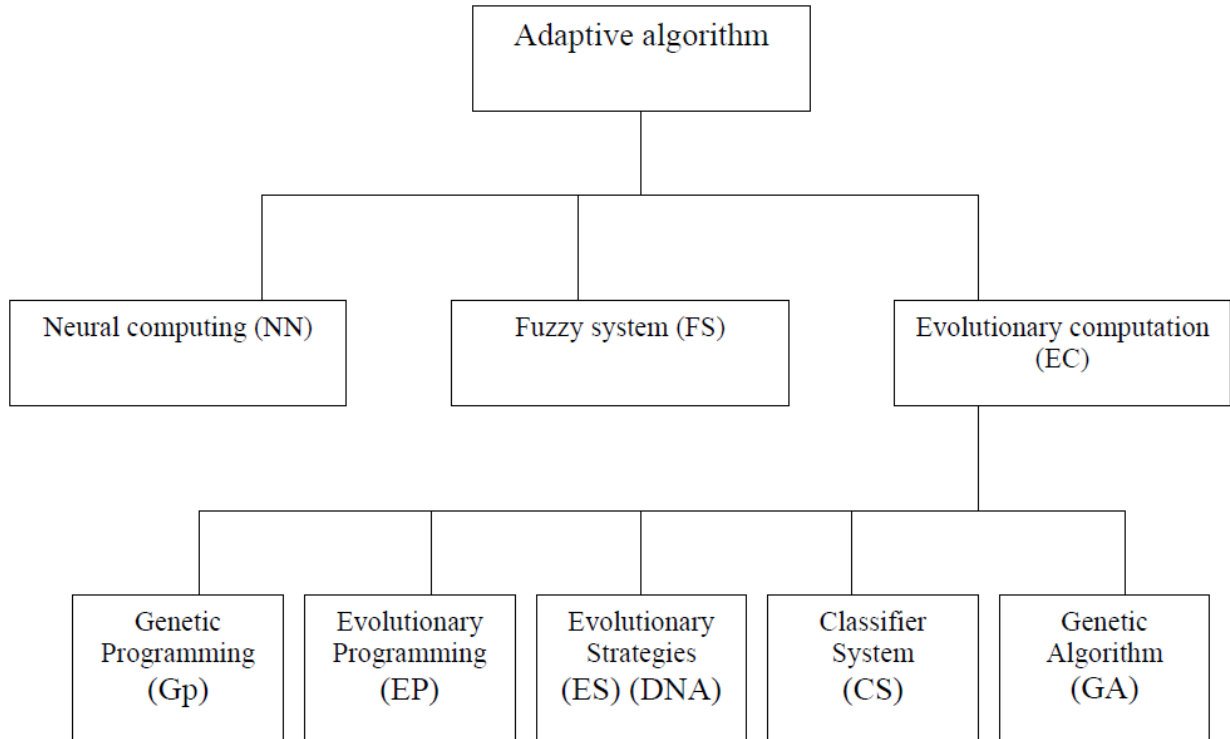 Adaptive algorithm
Neural computing (NN)
Fuzzy system (FS)
Evolutionary computation
(EC)
Genetic
Programming
(Gp)
Evolutionary
Programming
(EP)
Evolutionary
Strategies
(ES) (DNA)
Classifier
System
(CS)
Genetic
Algorithm
(GA)